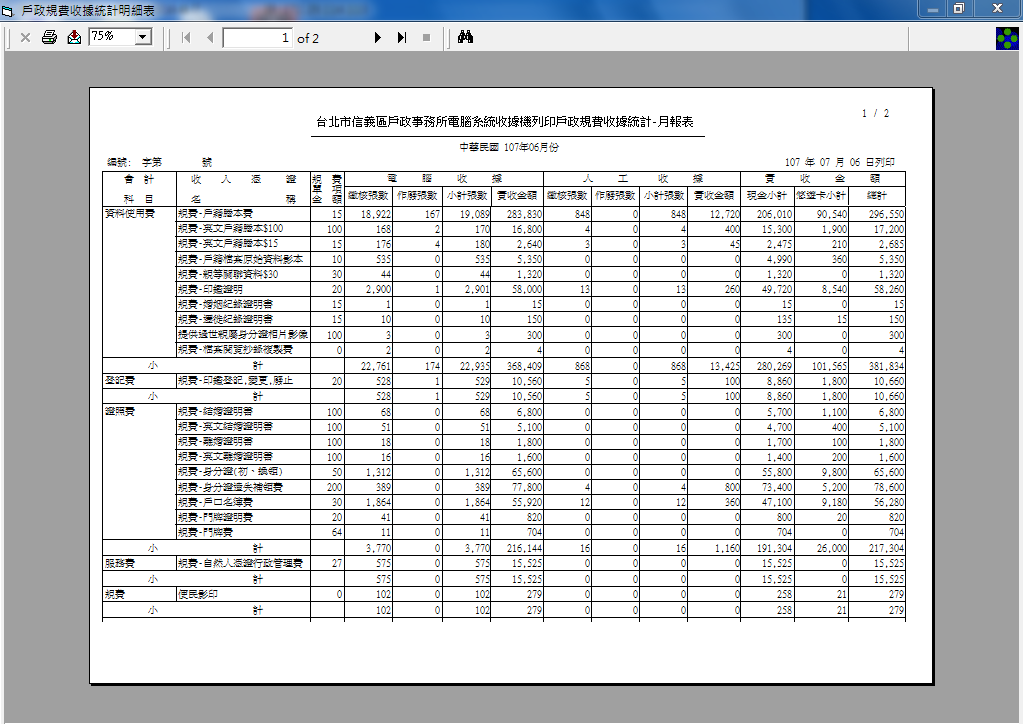 戶政規費收據統計明細表
75% 1 of 2
1 / 2
台北市信義區戶政事務所電腦系統收據機列印戶政規費收據統計-月報表
中華民國 107年06月份
編號: 字第 號 107 年 07 月 06 日列印
會 計 收 入 憑 證 規 費 電 腦 收 據 人 工 收 據 實 收 金 額
科 目 名 稱 單 項 金 額 繳核張數 作廢張數 小計張數 實收金額 繳核張數 作廢張數 小計張數 實收金額 現金小計 悠遊卡小計 總計
資料使用費 規費-戶籍謄本費 15 18,922 167 19,089 283,830 848 0 848 12,720 206,010 90,540 296,550
規費-英文戶籍謄本$100 100 168 2 170 16,800 4 0 4 400 15,300 1,900 17,200
規費-英文戶籍謄本$15 15 176 4 180 2,640 3 0 3 45 2,475 210 2,685
規費-戶籍檔案原始資料影本 10 535 0 535 5,350 0 0 0 0 4,990 360 5,350
規費-親等關聯資料$30 30 44 0 44 1,320 0 0 0 0 1,320 0 1,320
規費-印鑑證明 20 2,900 1 2,901 58,000 13 0 13 260 49,720 8,540 58,260
規費-婚姻紀錄證明書 15 1 0 1 15 0 0 0 0 15 0 15
規費-遷徙紀錄證明書 15 10 0 10 150 0 0 0 0 135 15 150
提供過世親屬身分證相片影像 100 3 0 3 300 0 0 0 0 300 0 300
規費-檔案閱覽抄錄複製費 0 2 0 2 4 0 0 0 0 4 0 4
小 計 22,761 174 22,935 368,409 868 0 868 13,425 280,269 101,565 381,834
登記費 規費-印鑑登記,變更,廢止 20 528 1 529 10,560 5 0 5 100 8,860 1,800 10,660
小 計 528 1 529 10,560 5 0 5 100 8,860 1,800 10,660
證照費 規費-結婚證明書 100 68 0 68 6,800 0 0 0 0 5,700 1,100 6,800
規費-英文結婚證明書 100 51 0 51 5,100 0 0 0 0 4,700 400 5,100
規費-離婚證明書 100 18 0 18 1,800 0 0 0 0 1,700 100 1,800
規費-英文離婚證明書 100 16 0 16 1,600 0 0 0 0 1,400 200 1,600
規費-身分證(初、換領) 50 1,312 0 1,312 65,600 0 0 0 0 55,800 9,800 65,600
規費-身分證遺失補領費 200 389 0 389 77,800 4 0 4 800 73,400 5,200 78,600
規費-戶口名簿費 30 1,864 0 1,864 55,920 12 0 12 360 47,100 9,180 56,280
規費-門牌證明費 20 41 0 41 820 0 0 0 0 800 20 820
規費-門牌費 64 11 0 11 704 0 0 0 0 704 0 704
小 計 3,770 0 3,770 216,144 16 0 16 1,160 191,304 26,000 217,304
服務費 規費-自然人憑證行政管理費 27 575 0 575 15,525 0 0 0 0 15,525 0 15,525
小 計 575 0 575 15,525 0 0 0 0 15,525 0 15,525
規費 便民影印 0 102 0 102 279 0 0 0 0 258 21 279
小 計 102 0 102 279 0 0 0 0 258 21 279